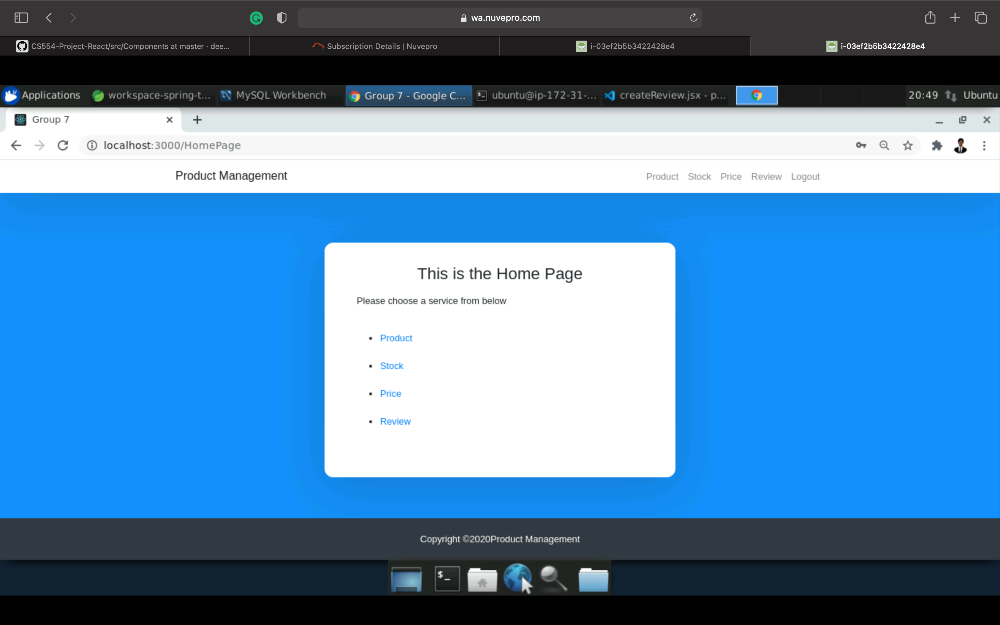 wa.nuvepro.com
CS554-Project-React/src/Components at master · dee...
Subscription Details | Nuvepro
i-03ef2b5b3422428e4
i-03ef2b5b3422428e4
Applications
workspace-spring-t...
MySQL Workbench
Group 7 - Google C...
ubuntu@ip-172-31-...
createReview.jsx - p...
20:49
Ubuntu
Group 7
localhost:3000/HomePage
Product Management
Product Stock Price Review Logout
This is the Home Page
Please choose a service from below
• Product
• Stock
• Price
• Review
Copyright ©2020Product Management
$_